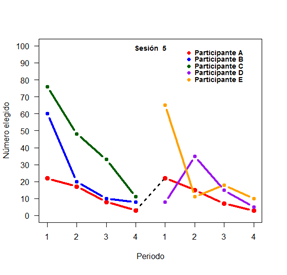 Sesión 5
Participante A
Participante B
Participante C
Participante D
Participante E
Número elegido
100
90
80
70
60
50
40
30
20
10
0
1 2 3 4 1 2 3 4
Periodo